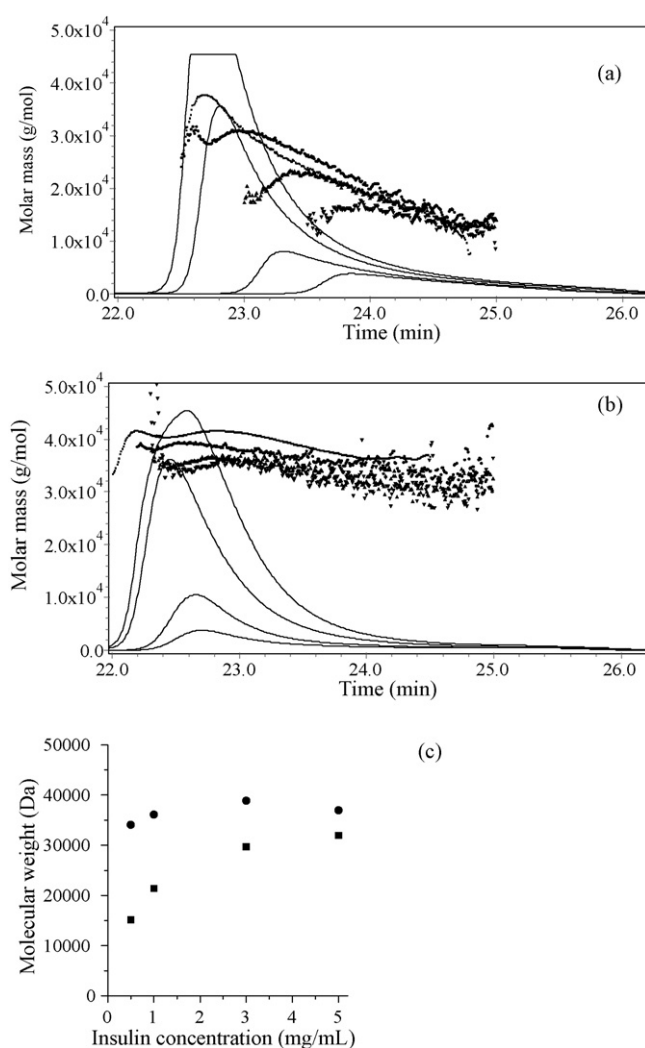 5.0x10⁴
(a)
4.0x10⁴
3.0x10⁴
2.0x10⁴
1.0x10⁴
0.0
Molar mass (g/mol)
22.0 23.0 24.0 25.0 26.0
Time (min)
5.0x10⁴
(b)
4.0x10⁴
3.0x10⁴
2.0x10⁴
1.0x10⁴
0.0
Molar mass (g/mol)
22.0 23.0 24.0 25.0 26.0
Time (min)
(c)
50000
40000
30000
20000
10000
0
Molecular weight (Da)
0 1 2 3 4 5
Insulin concentration (mg/mL)